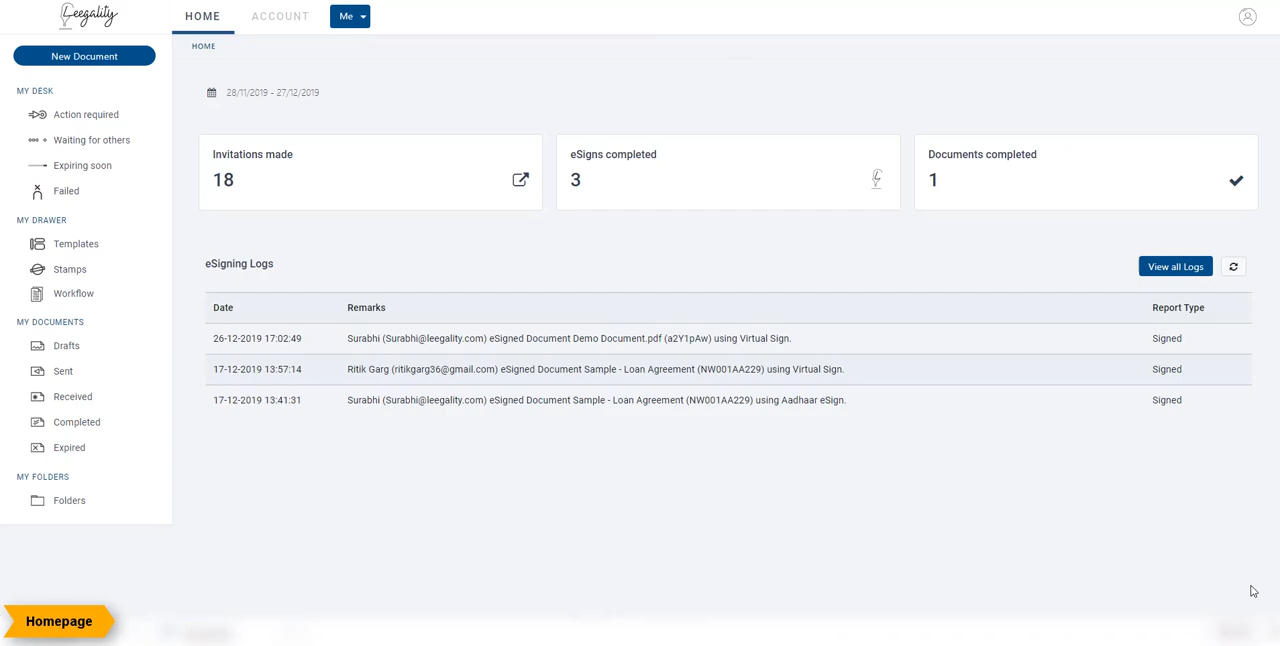 Leegality
HOME ACCOUNT Me
New Document
MY DESK
Action required
Waiting for others
Expiring soon
Failed
MY DRAWER
Templates
Stamps
Workflow
MY DOCUMENTS
Drafts
Sent
Received
Completed
Expired
MY FOLDERS
Folders
HOME
28/11/2019 - 27/12/2019
Invitations made
18
eSigns completed
3
Documents completed
1
eSigning Logs
View all Logs
Date Remarks Report Type
26-12-2019 17:02:49 Surabhi (Surabhi@leegality.com) eSigned Document Demo Document.pdf (a2Y1pAw) using Virtual Sign. Signed
17-12-2019 13:57:14 Ritik Garg (ritikgarg36@gmail.com) eSigned Document Sample - Loan Agreement (NW001AA229) using Virtual Sign. Signed
17-12-2019 13:41:31 Surabhi (Surabhi@leegality.com) eSigned Document Sample - Loan Agreement (NW001AA229) using Aadhaar eSign. Signed
Homepage